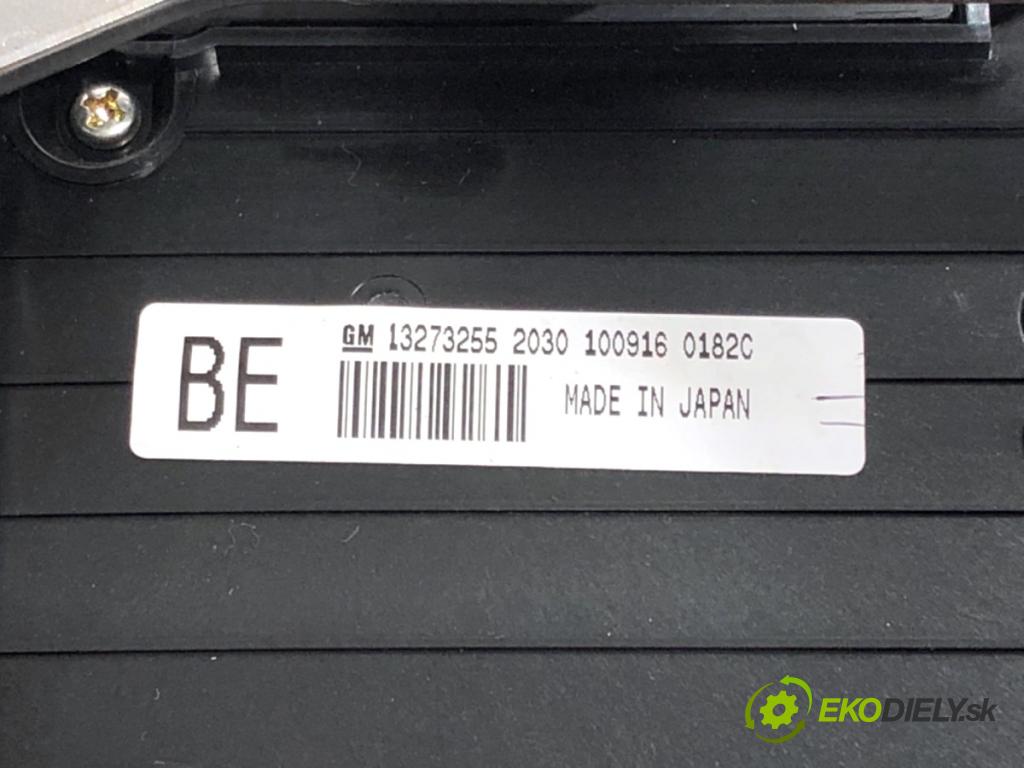 BE
GM 13273255 2030 100916 0182C
MADE IN JAPAN
EKODIELY.sk